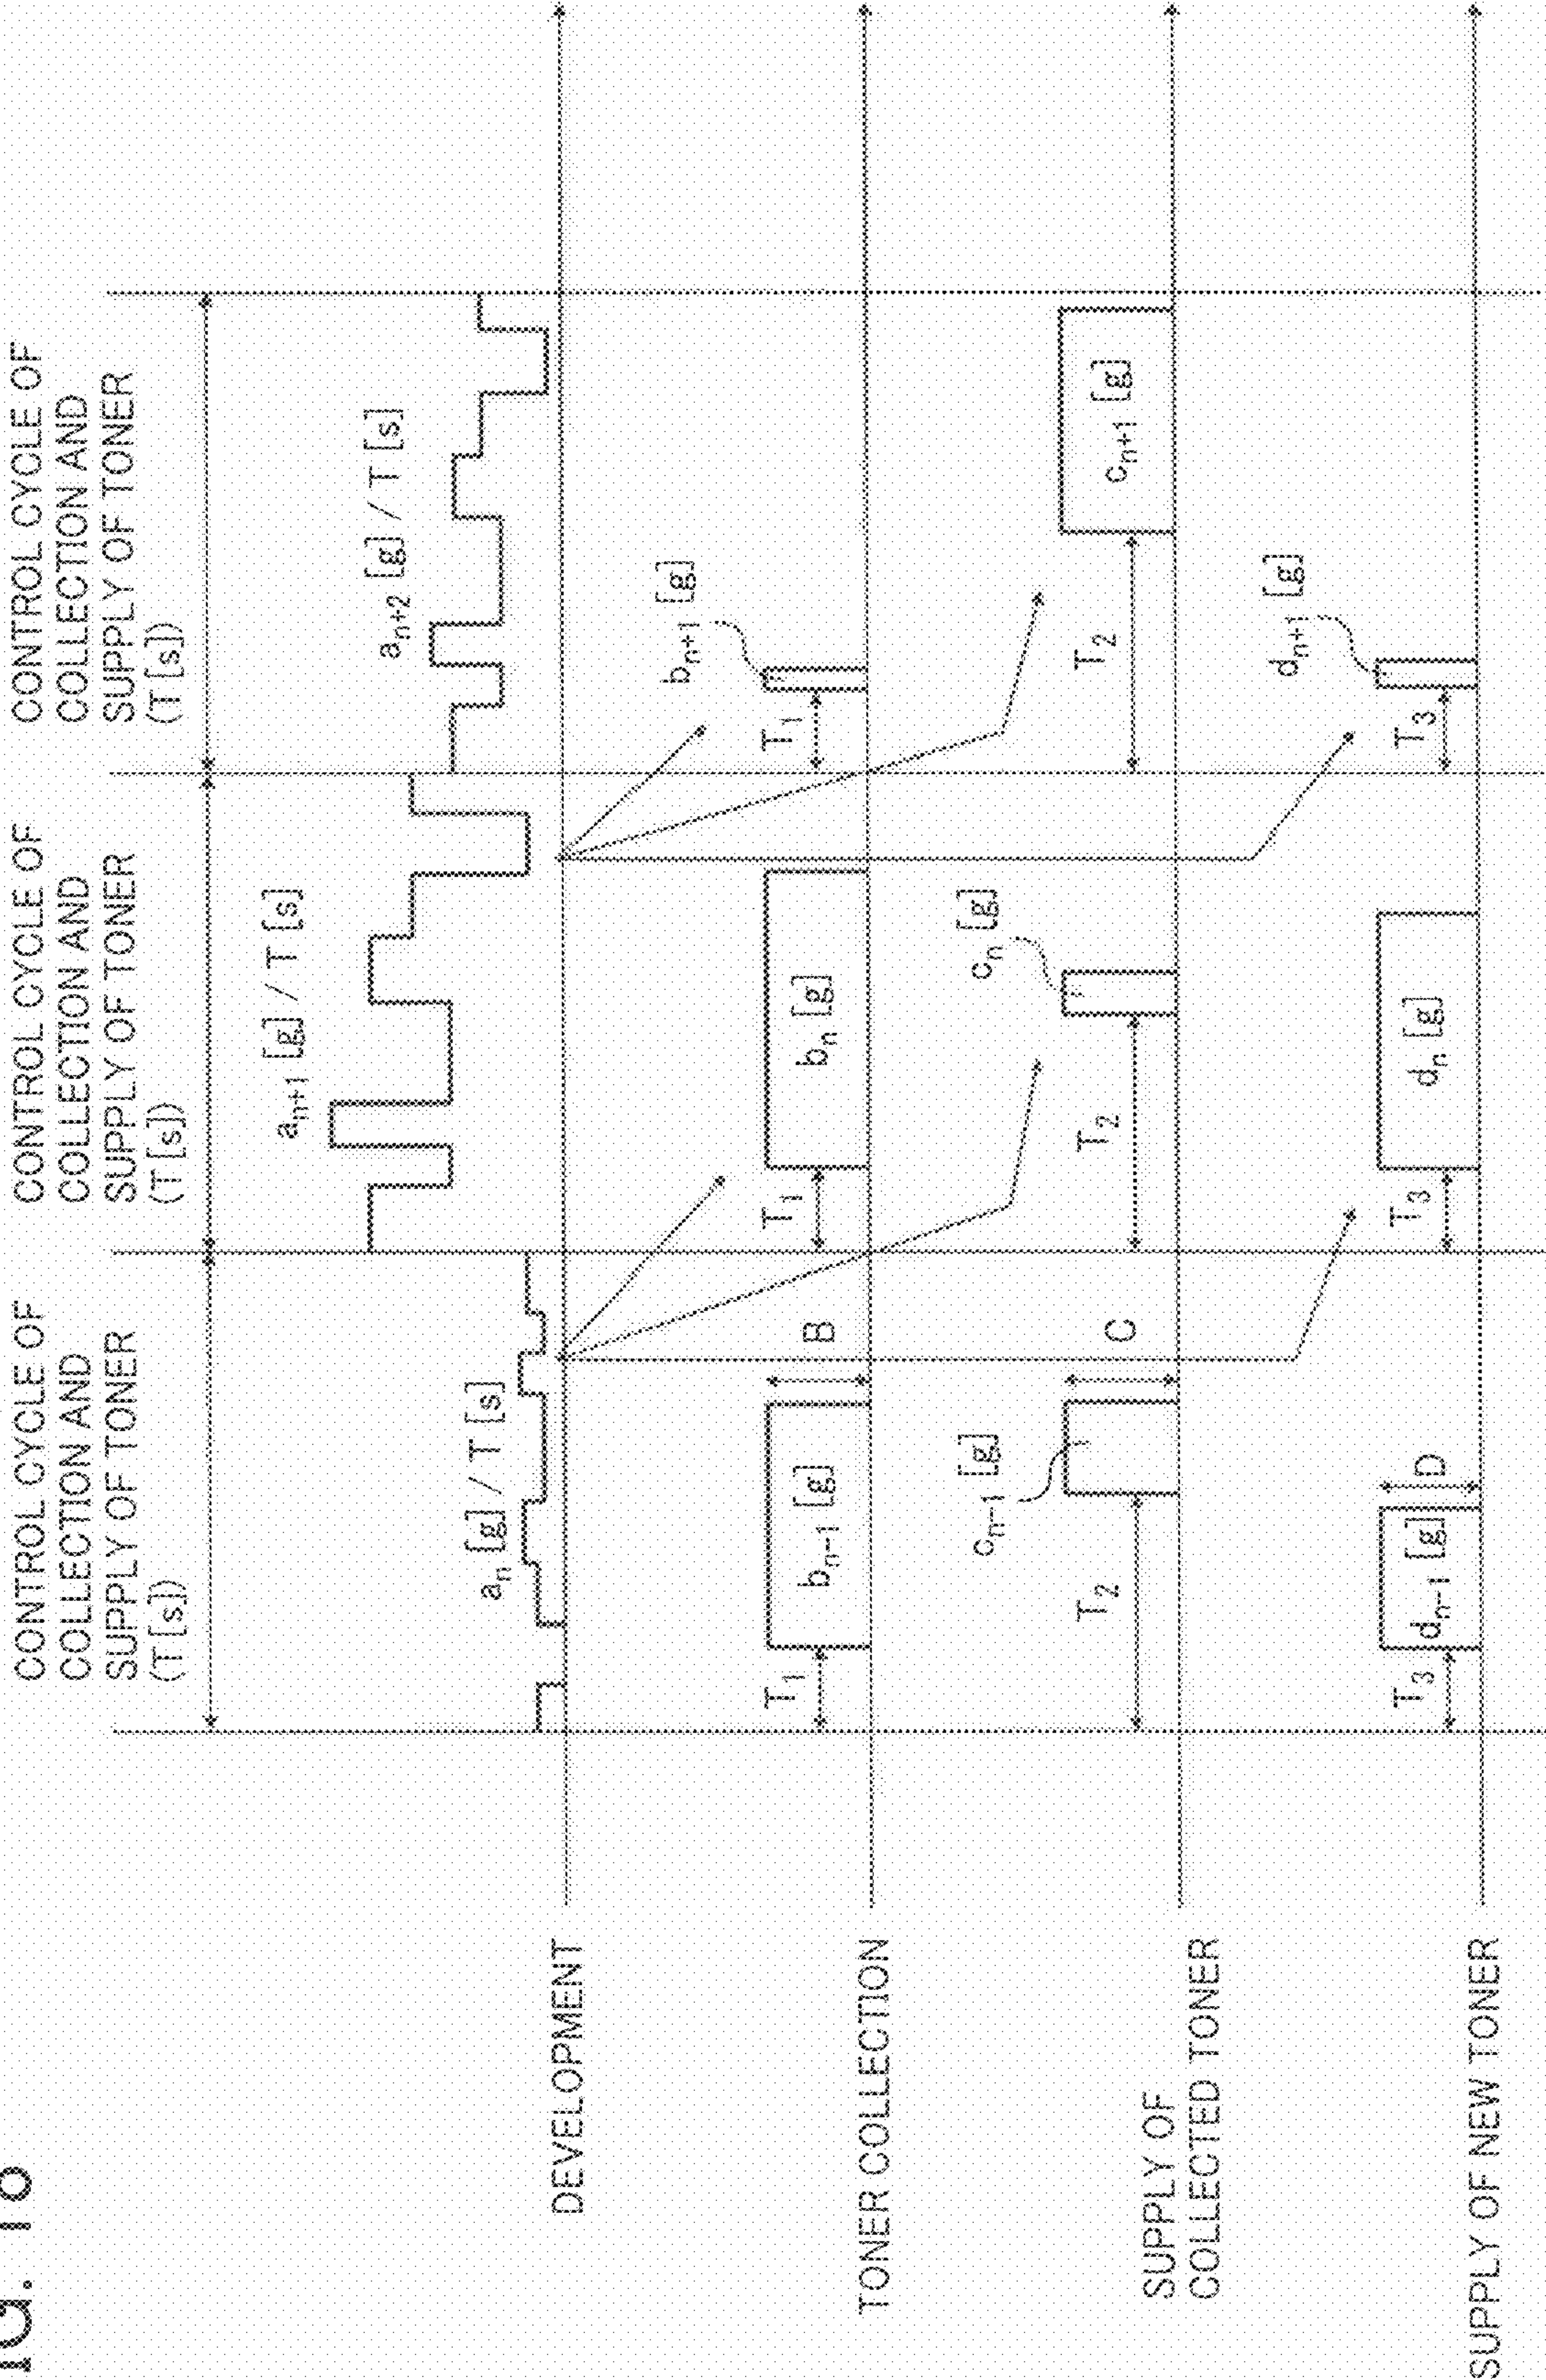 CONTROL CYCLE OF
COLLECTION AND
SUPPLY OF TONER
(T [s])
CONTROL CYCLE OF
COLLECTION AND
SUPPLY OF TONER
(T [s])
CONTROL CYCLE OF
COLLECTION AND
SUPPLY OF TONER
(T [s])
DEVELOPMENT
aₙ [g] / T [s]
aₙ₊₁ [g] / T [s]
aₙ₊₂ [g] / T [s]
TONER COLLECTION
T₁
bₙ₋₁ [g]
B
T₁
bₙ [g]
T₁
bₙ₊₁ [g]
SUPPLY OF
COLLECTED TONER
T₂
cₙ₋₁ [g]
C
T₂
cₙ [g]
T₂
cₙ₊₁ [g]
SUPPLY OF NEW TONER
T₃
dₙ₋₁ [g]
D
T₃
dₙ [g]
T₃
dₙ₊₁ [g]